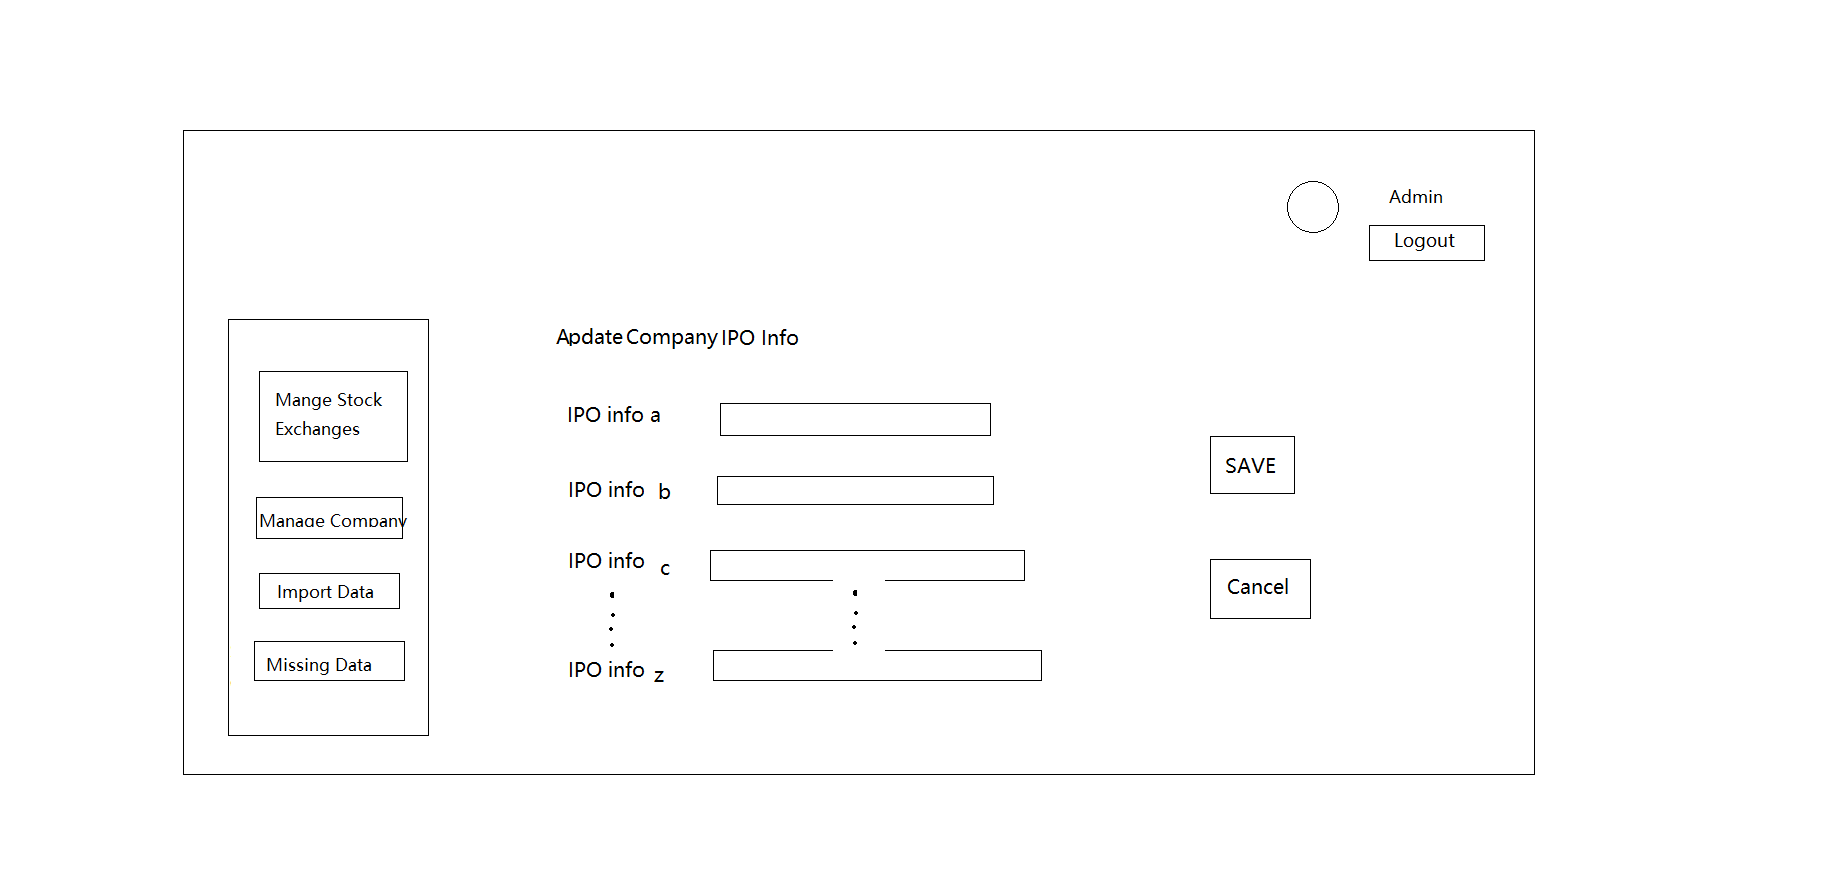 Admin
Logout
Apdate Company IPO Info
Mange Stock
Exchanges
Manage Company
Import Data
Missing Data
IPO info a
IPO info b
IPO info c
IPO info z
SAVE
Cancel